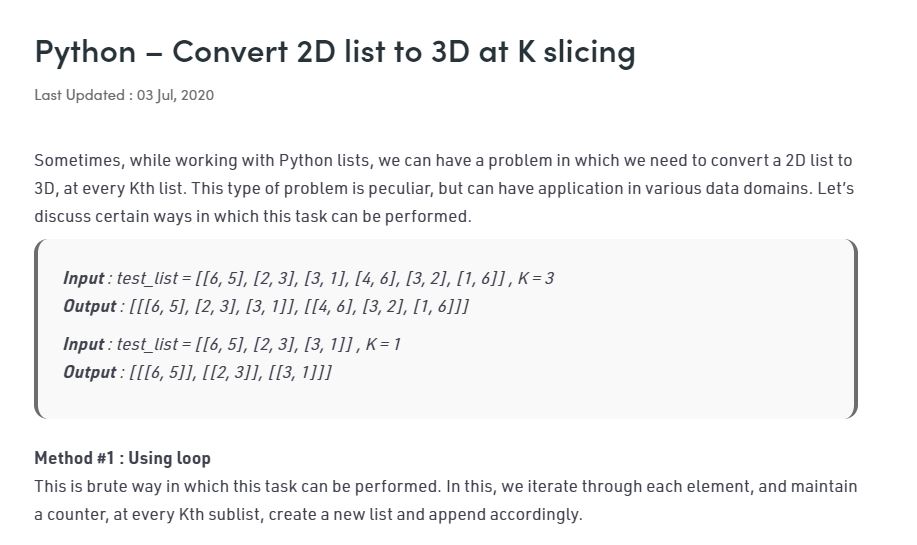 Python – Convert 2D list to 3D at K slicing
Last Updated : 03 Jul, 2020
Sometimes, while working with Python lists, we can have a problem in which we need to convert a 2D list to
3D, at every Kth list. This type of problem is peculiar, but can have application in various data domains. Let’s
discuss certain ways in which this task can be performed.
Input : test_list = [[6, 5], [2, 3], [3, 1], [4, 6], [3, 2], [1, 6]] , K = 3
Output : [[[6, 5], [2, 3], [3, 1]], [[4, 6], [3, 2], [1, 6]]]
Input : test_list = [[6, 5], [2, 3], [3, 1]] , K = 1
Output : [[[6, 5]], [[2, 3]], [[3, 1]]]
Method #1 : Using loop
This is brute way in which this task can be performed. In this, we iterate through each element, and maintain
a counter, at every Kth sublist, create a new list and append accordingly.